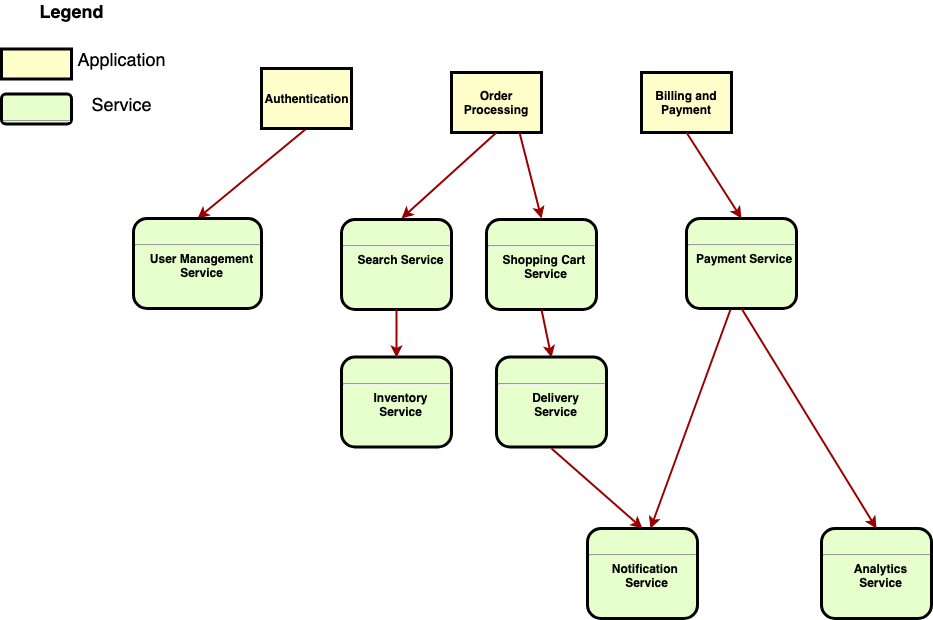 Legend
Application
Service
Authentication
Order
Processing
Billing and
Payment
User Management
Service
Search Service
Shopping Cart
Service
Payment Service
Inventory
Service
Delivery
Service
Notification
Service
Analytics
Service